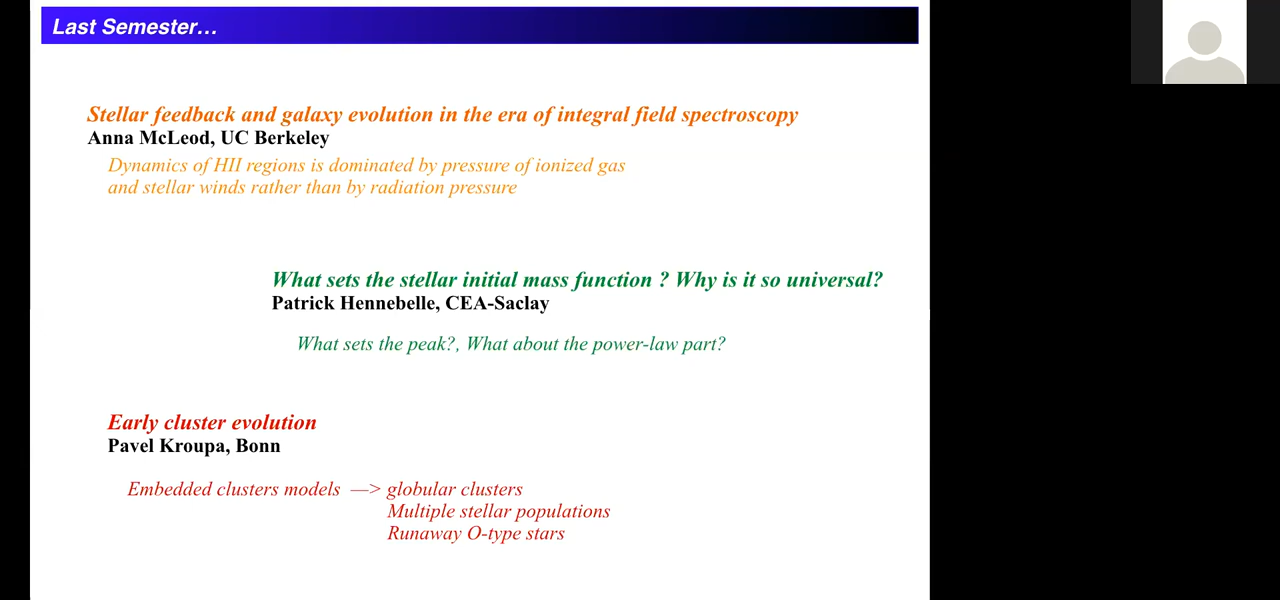 Last Semester…
Stellar feedback and galaxy evolution in the era of integral field spectroscopy
Anna McLeod, UC Berkeley
Dynamics of HII regions is dominated by pressure of ionized gas
and stellar winds rather than by radiation pressure
What sets the stellar initial mass function ? Why is it so universal?
Patrick Hennebelle, CEA-Saclay
What sets the peak?, What about the power-law part?
Early cluster evolution
Pavel Kroupa, Bonn
Embedded clusters models —> globular clusters
Multiple stellar populations
Runaway O-type stars